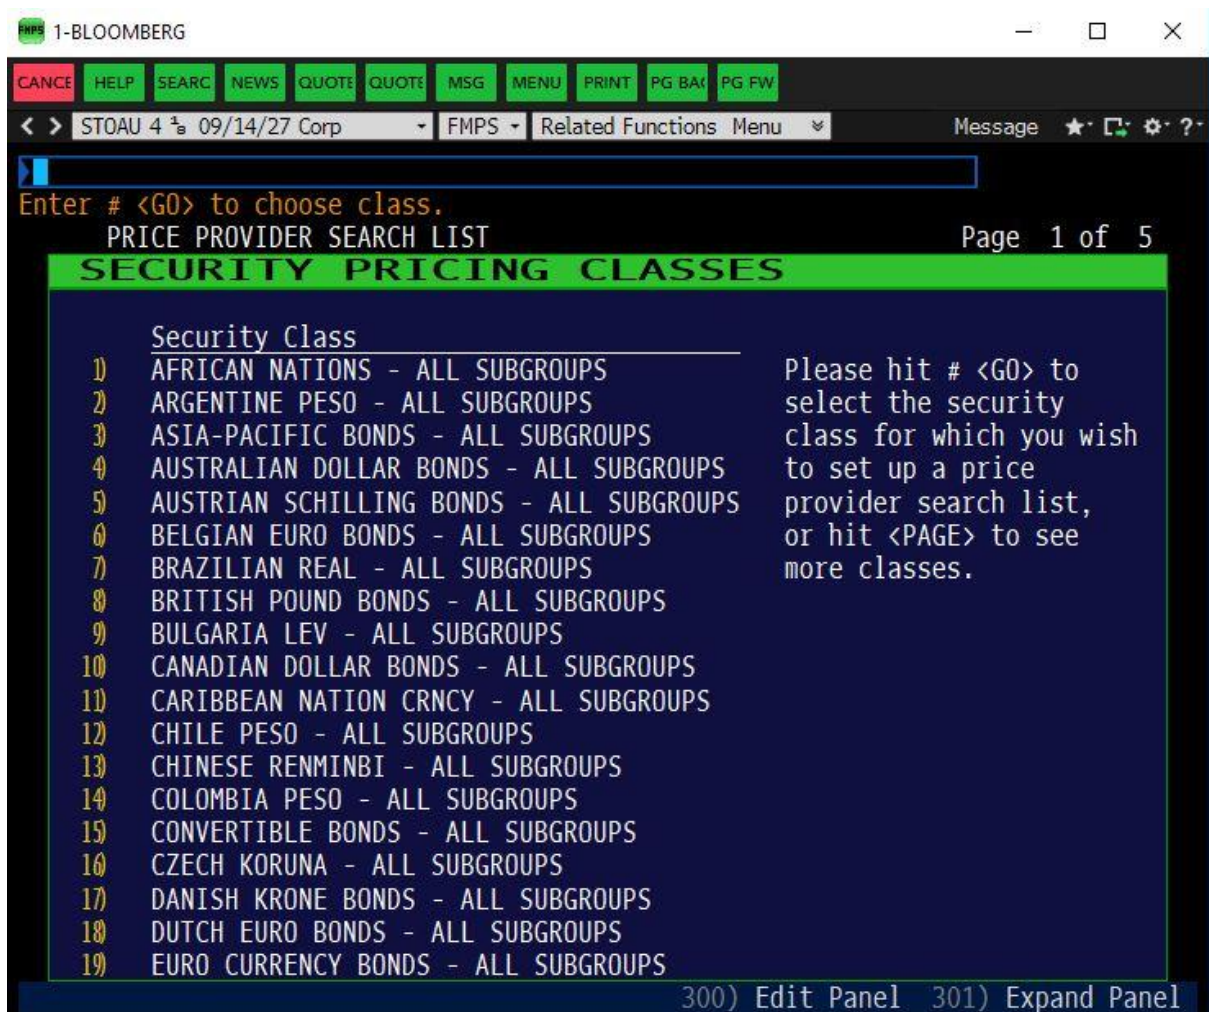 FMPS 1-BLOOMBERG
CANCE HELP SEARC NEWS QUOTE QUOTE MSG MENU PRINT PG BA PG FW
< > STOAU 4 ⅛ 09/14/27 Corp FMPS Related Functions Menu Message ?
Enter # <GO> to choose class.
PRICE PROVIDER SEARCH LIST Page 1 of 5
SECURITY PRICING CLASSES
Security Class
1) AFRICAN NATIONS - ALL SUBGROUPS
2) ARGENTINE PESO - ALL SUBGROUPS
3) ASIA-PACIFIC BONDS - ALL SUBGROUPS
4) AUSTRALIAN DOLLAR BONDS - ALL SUBGROUPS
5) AUSTRIAN SCHILLING BONDS - ALL SUBGROUPS
6) BELGIAN EURO BONDS - ALL SUBGROUPS
7) BRAZILIAN REAL - ALL SUBGROUPS
8) BRITISH POUND BONDS - ALL SUBGROUPS
9) BULGARIA LEV - ALL SUBGROUPS
10) CANADIAN DOLLAR BONDS - ALL SUBGROUPS
11) CARIBBEAN NATION CRNCY - ALL SUBGROUPS
12) CHILE PESO - ALL SUBGROUPS
13) CHINESE RENMINBI - ALL SUBGROUPS
14) COLOMBIA PESO - ALL SUBGROUPS
15) CONVERTIBLE BONDS - ALL SUBGROUPS
16) CZECH KORUNA - ALL SUBGROUPS
17) DANISH KRONE BONDS - ALL SUBGROUPS
18) DUTCH EURO BONDS - ALL SUBGROUPS
19) EURO CURRENCY BONDS - ALL SUBGROUPS
Please hit # <GO> to
select the security
class for which you wish
to set up a price
provider search list,
or hit <PAGE> to see
more classes.
300) Edit Panel 301) Expand Panel